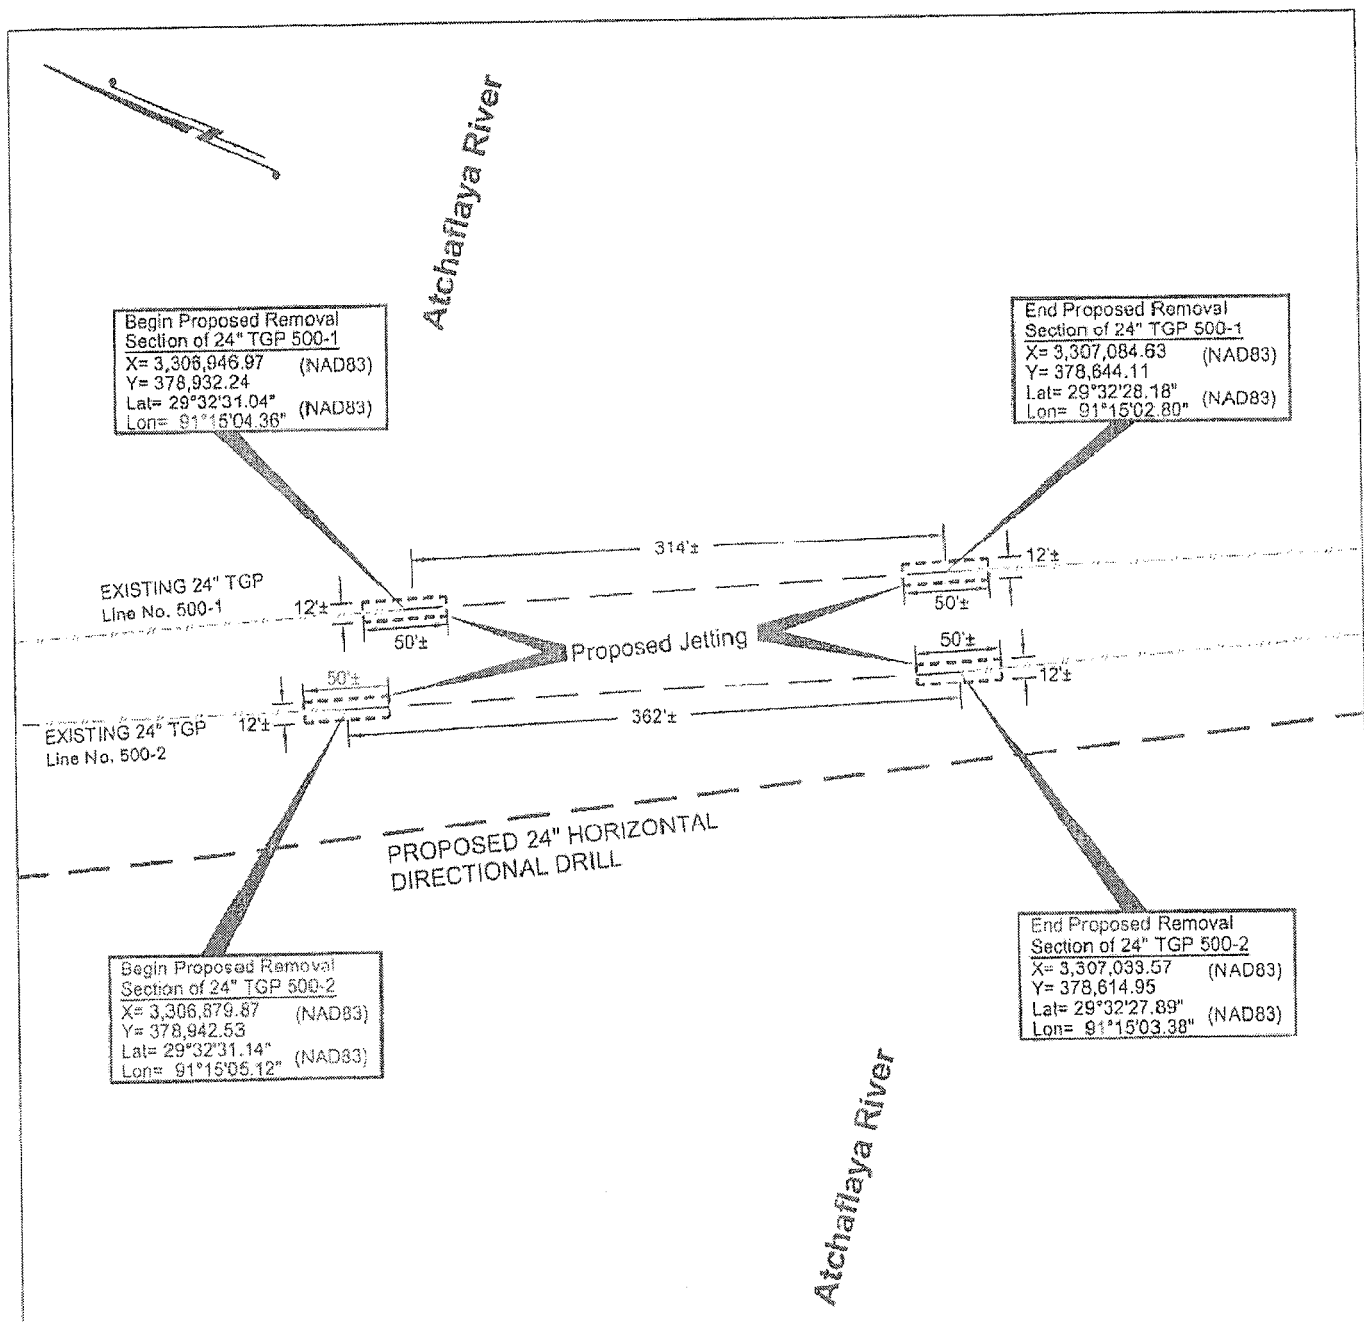 Atchaflaya River
Begin Proposed Removal
Section of 24" TGP 500-1
X= 3,306,946.97 (NAD83)
Y= 378,932.24
Lat= 29°32'31.04" (NAD83)
Lon= 91°15'04.36"
End Proposed Removal
Section of 24" TGP 500-1
X= 3,307,084.63 (NAD83)
Y= 378,644.11
Lat= 29°32'28.18" (NAD83)
Lon= 91°15'02.80"
314'±
12'±
50'±
EXISTING 24" TGP
Line No. 500-1
12'±
50'±
Proposed Jetting
50'±
12'±
50'±
12'±
362'±
EXISTING 24" TGP
Line No. 500-2
PROPOSED 24" HORIZONTAL
DIRECTIONAL DRILL
Begin Proposed Removal
Section of 24" TGP 500-2
X= 3,306,879.87 (NAD83)
Y= 378,942.53
Lat= 29°32'31.14" (NAD83)
Lon= 91°15'05.12"
End Proposed Removal
Section of 24" TGP 500-2
X= 3,307,033.57 (NAD83)
Y= 378,614.95
Lat= 29°32'27.89" (NAD83)
Lon= 91°15'03.38"
Atchaflaya River